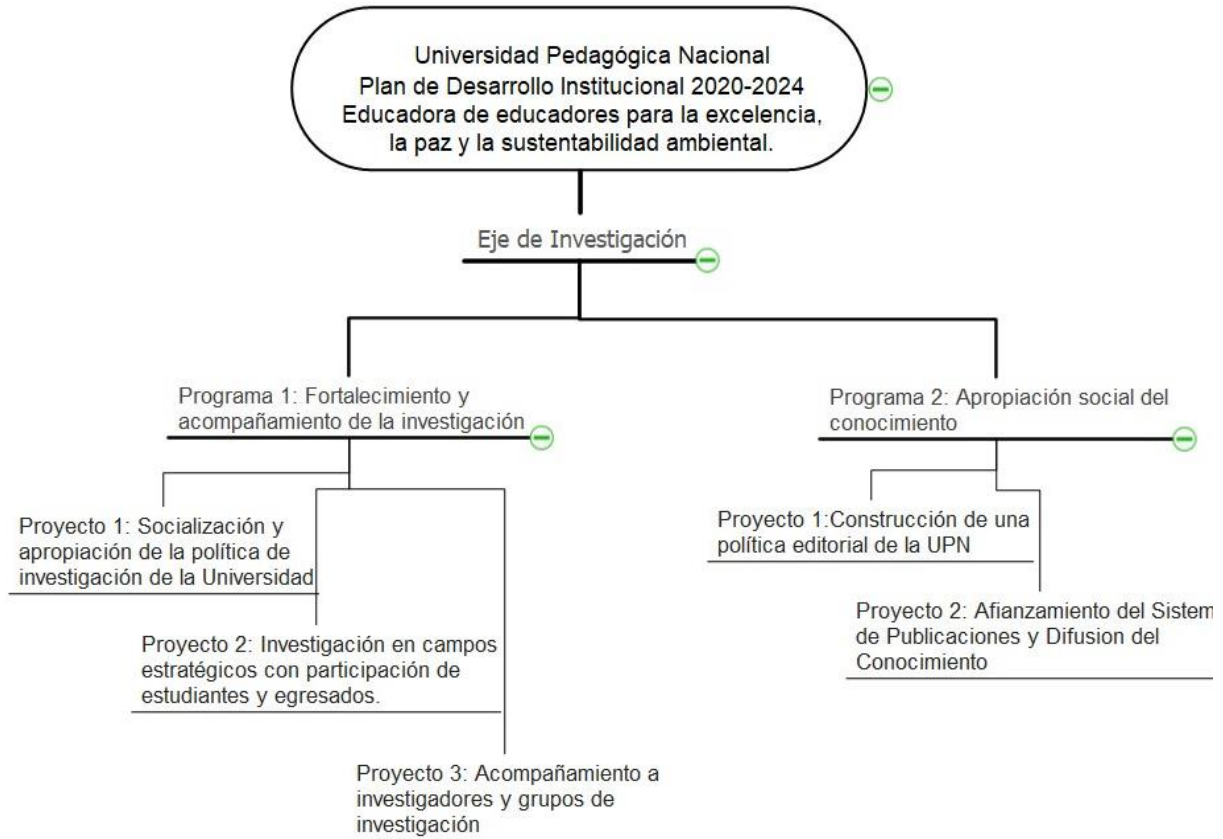 Universidad Pedagógica Nacional
Plan de Desarrollo Institucional 2020-2024
Educadora de educadores para la excelencia,
la paz y la sustentabilidad ambiental.
Eje de Investigación
Programa 1: Fortalecimiento y
acompañamiento de la investigación
Programa 2: Apropiación social del
conocimiento
Proyecto 1: Socialización y
apropiación de la política de
investigación de la Universidad
Proyecto 2: Investigación en campos
estratégicos con participación de
estudiantes y egresados.
Proyecto 3: Acompañamiento a
investigadores y grupos de
investigación
Proyecto 1:Construcción de una
política editorial de la UPN
Proyecto 2: Afianzamiento del Sistem
de Publicaciones y Difusion del
Conocimiento